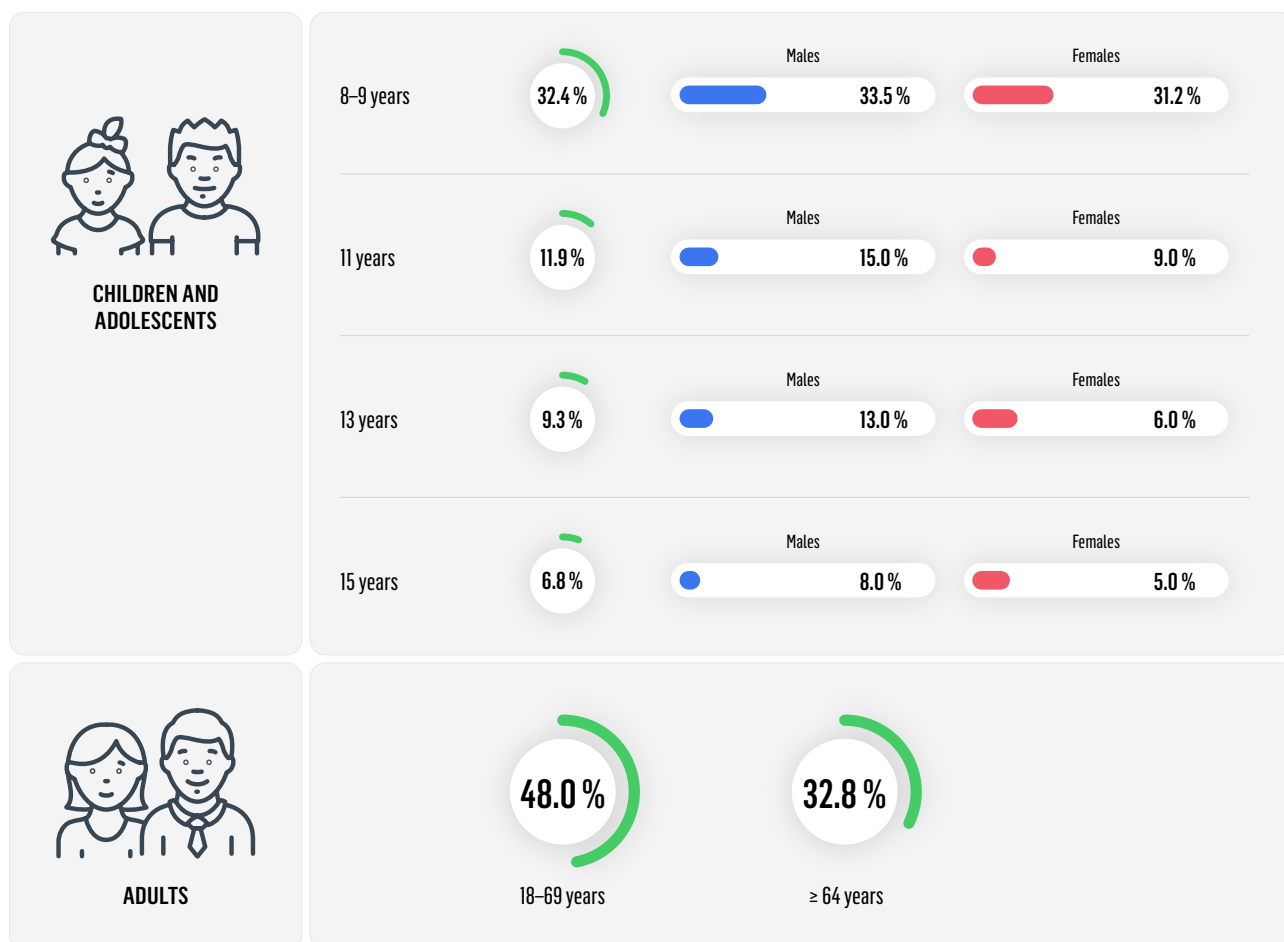 CHILDREN AND
ADOLESCENTS
8–9 years
32.4 %
Males
33.5 %
Females
31.2 %
11 years
11.9 %
Males
15.0 %
Females
9.0 %
13 years
9.3 %
Males
13.0 %
Females
6.0 %
15 years
6.8 %
Males
8.0 %
Females
5.0 %
ADULTS
48.0 %
18–69 years
32.8 %
≥ 64 years